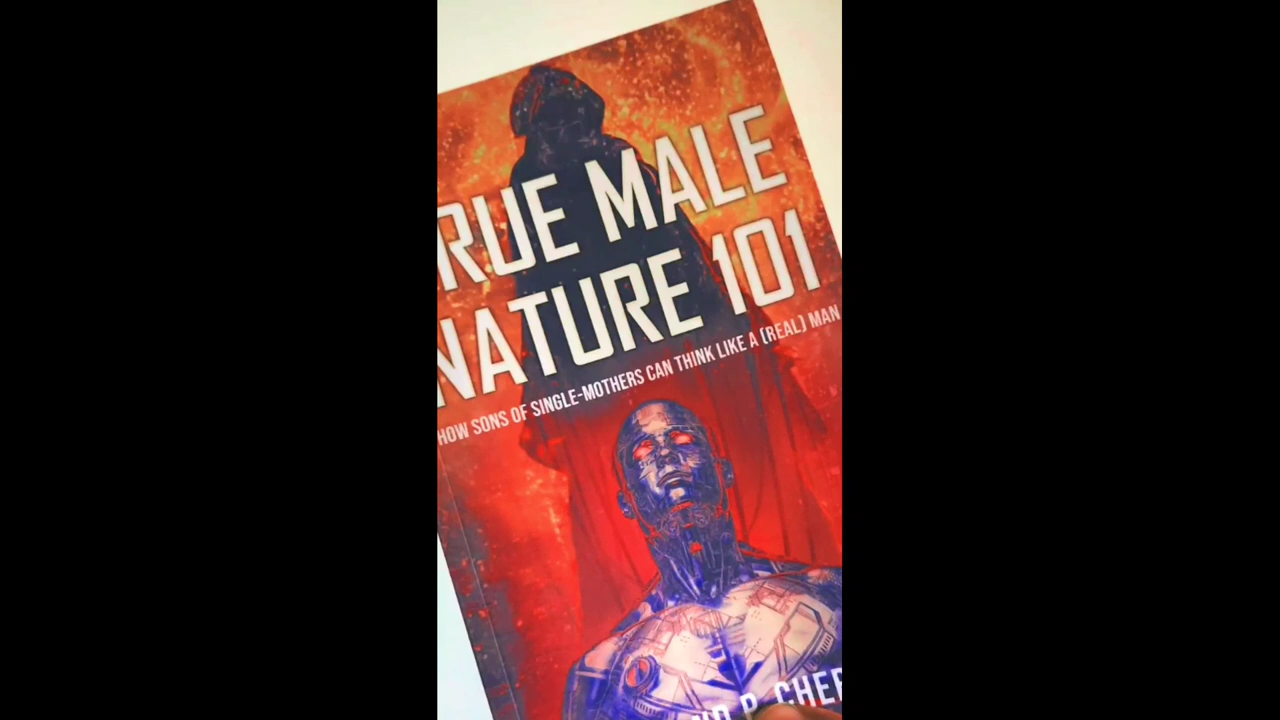 RUE MALE
NATURE 101
HOW SONS OF SINGLE-MOTHERS CAN THINK LIKE A (REAL) MAN